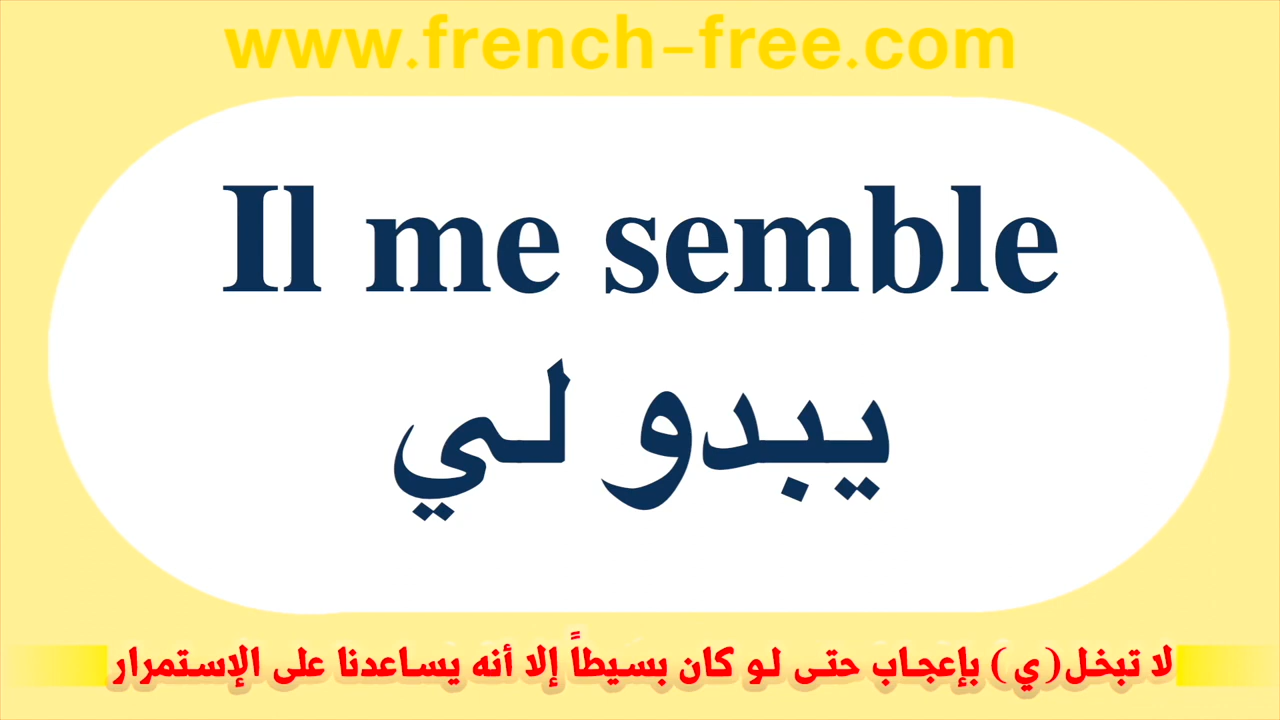 www.french-free.com
Il me semble
يبدو لي
لا تبخل(ي) بإعجاب حتى لو كان بسيطاً إلا أنه يساعدنا على الإستمرار